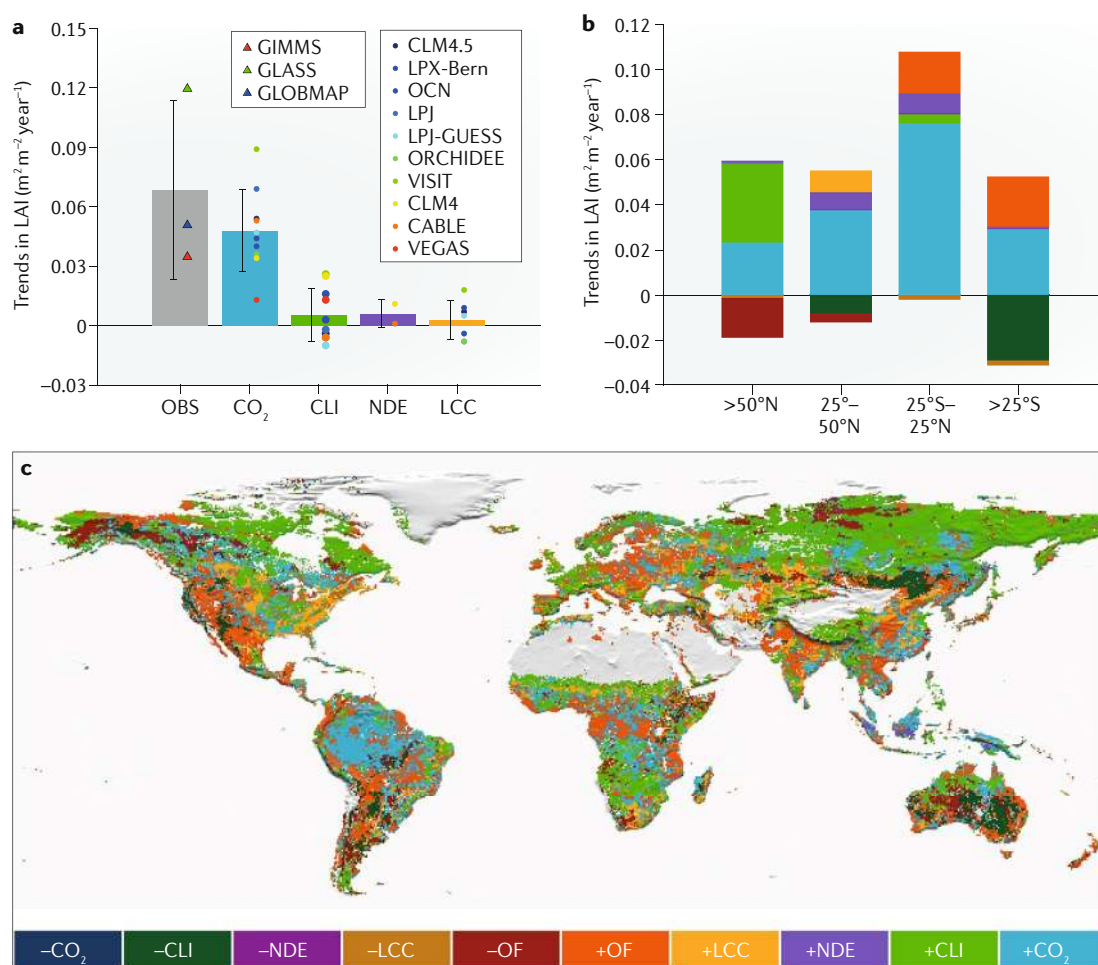 a
Trends in LAI (m² m⁻² year⁻¹)
0.15
0.12
0.09
0.06
0.03
0
−0.03
GIMMS
GLASS
GLOBMAP
CLM4.5
LPX-Bern
OCN
LPJ
LPJ-GUESS
ORCHIDEE
VISIT
CLM4
CABLE
VEGAS
OBS CO₂ CLI NDE LCC
b
Trends in LAI (m² m⁻² year⁻¹)
0.12
0.10
0.08
0.06
0.04
0.02
0
−0.02
−0.04
>50°N 25°– 25°S– >25°S
50°N 25°N
c
−CO₂ −CLI −NDE −LCC −OF +OF +LCC +NDE +CLI +CO₂